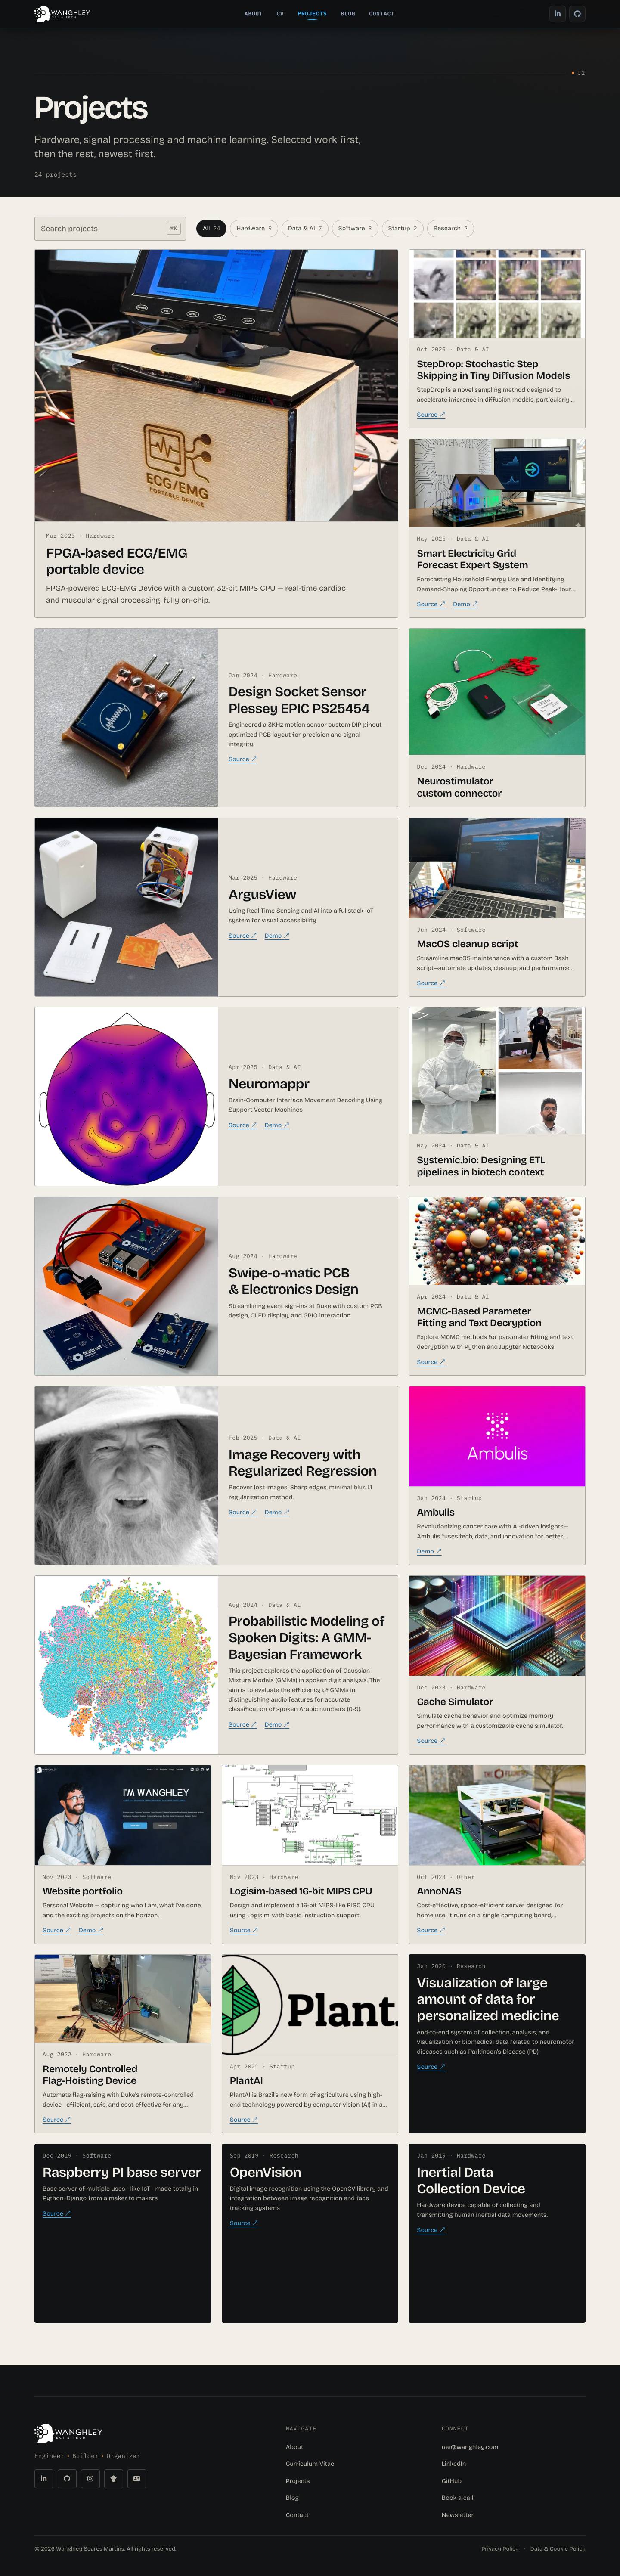 WANGHLEY
SCI & TECH
ABOUT
CV
PROJECTS
BLOG
CONTACT
02
Projects
Hardware, signal processing and machine learning. Selected work first,
then the rest, newest first.
24 projects
Search projects
⌘K
All 24
Hardware 9
Data & AI 7
Software 3
Startup 2
Research 2
ECG/EMG
PORTABLE DEVICE
Mar 2025 · Hardware
FPGA-based ECG/EMG
portable device
FPGA-powered ECG-EMG Device with a custom 32-bit MIPS CPU — real-time cardiac
and muscular signal processing, fully on-chip.
Oct 2025 · Data & AI
StepDrop: Stochastic Step
Skipping in Tiny Diffusion Models
StepDrop is a novel sampling method designed to
accelerate inference in diffusion models, particularly…
Source ↗
May 2025 · Data & AI
Smart Electricity Grid
Forecast Expert System
Forecasting Household Energy Use and Identifying
Demand-Shaping Opportunities to Reduce Peak-Hour…
Source ↗
Demo ↗
Jan 2024 · Hardware
Design Socket Sensor
Plessey EPIC PS25454
Engineered a 3KHz motion sensor custom DIP pinout—
optimized PCB layout for precision and signal
integrity.
Source ↗
Dec 2024 · Hardware
Neurostimulator
custom connector
Mar 2025 · Hardware
ArgusView
Using Real-Time Sensing and AI into a fullstack IoT
system for visual accessibility
Source ↗
Demo ↗
Jun 2024 · Software
MacOS cleanup script
Streamline macOS maintenance with a custom Bash
script—automate updates, cleanup, and performance…
Source ↗
Apr 2025 · Data & AI
Neuromappr
Brain-Computer Interface Movement Decoding Using
Support Vector Machines
Source ↗
Demo ↗
May 2024 · Data & AI
Systemic.bio: Designing ETL
pipelines in biotech context
Aug 2024 · Hardware
Swipe-o-matic PCB
& Electronics Design
Streamlining event sign-ins at Duke with custom PCB
design, OLED display, and GPIO interaction
Apr 2024 · Data & AI
MCMC-Based Parameter
Fitting and Text Decryption
Explore MCMC methods for parameter fitting and text
decryption with Python and Jupyter Notebooks
Source ↗
Feb 2025 · Data & AI
Image Recovery with
Regularized Regression
Recover lost images. Sharp edges, minimal blur. L1
regularization method.
Source ↗
Demo ↗
Ambulis
Jan 2024 · Startup
Ambulis
Revolutionizing cancer care with AI-driven insights—
Ambulis fuses tech, data, and innovation for better…
Demo ↗
Aug 2024 · Data & AI
Probabilistic Modeling of
Spoken Digits: A GMM-
Bayesian Framework
This project explores the application of Gaussian
Mixture Models (GMMs) in spoken digit analysis. The
aim is to evaluate the efficiency of GMMs in
distinguishing audio features for accurate
classification of spoken Arabic numbers (0-9).
Source ↗
Demo ↗
Dec 2023 · Hardware
Cache Simulator
Simulate cache behavior and optimize memory
performance with a customizable cache simulator.
Source ↗
I'M WANGHLEY
Nov 2023 · Software
Website portfolio
Personal Website — capturing who I am, what I've done,
and the exciting projects on the horizon.
Source ↗
Demo ↗
Nov 2023 · Hardware
Logisim-based 16-bit MIPS CPU
Design and implement a 16-bit MIPS-like RISC CPU
using Logisim, with basic instruction support.
Source ↗
Oct 2023 · Other
AnnoNAS
Cost-effective, space-efficient server designed for
home use. It runs on a single computing board,…
Source ↗
Aug 2022 · Hardware
Remotely Controlled
Flag-Hoisting Device
Automate flag-raising with Duke's remote-controlled
device—efficient, safe, and cost-effective for any…
Source ↗
Plant.
Apr 2021 · Startup
PlantAI
PlantAI is Brazil's new form of agriculture using high-
end technology powered by computer vision (AI) in a…
Source ↗
Jan 2020 · Research
Visualization of large
amount of data for
personalized medicine
end-to-end system of collection, analysis, and
visualization of biomedical data related to neuromotor
diseases such as Parkinson's Disease (PD)
Source ↗
Dec 2019 · Software
Raspberry PI base server
Base server of multiple uses - like IoT - made totally in
Python+Django from a maker to makers
Source ↗
Sep 2019 · Research
OpenVision
Digital image recognition using the OpenCV library and
integration between image recognition and face
tracking systems
Source ↗
Jan 2019 · Hardware
Inertial Data
Collection Device
Hardware device capable of collecting and
transmitting human inertial data movements.
Source ↗
WANGHLEY
SCI & TECH
Engineer • Builder • Organizer
NAVIGATE
About
Curriculum Vitae
Projects
Blog
Contact
CONNECT
me@wanghley.com
LinkedIn
GitHub
Book a call
Newsletter
© 2026 Wanghley Soares Martins. All rights reserved.
Privacy Policy · Data & Cookie Policy